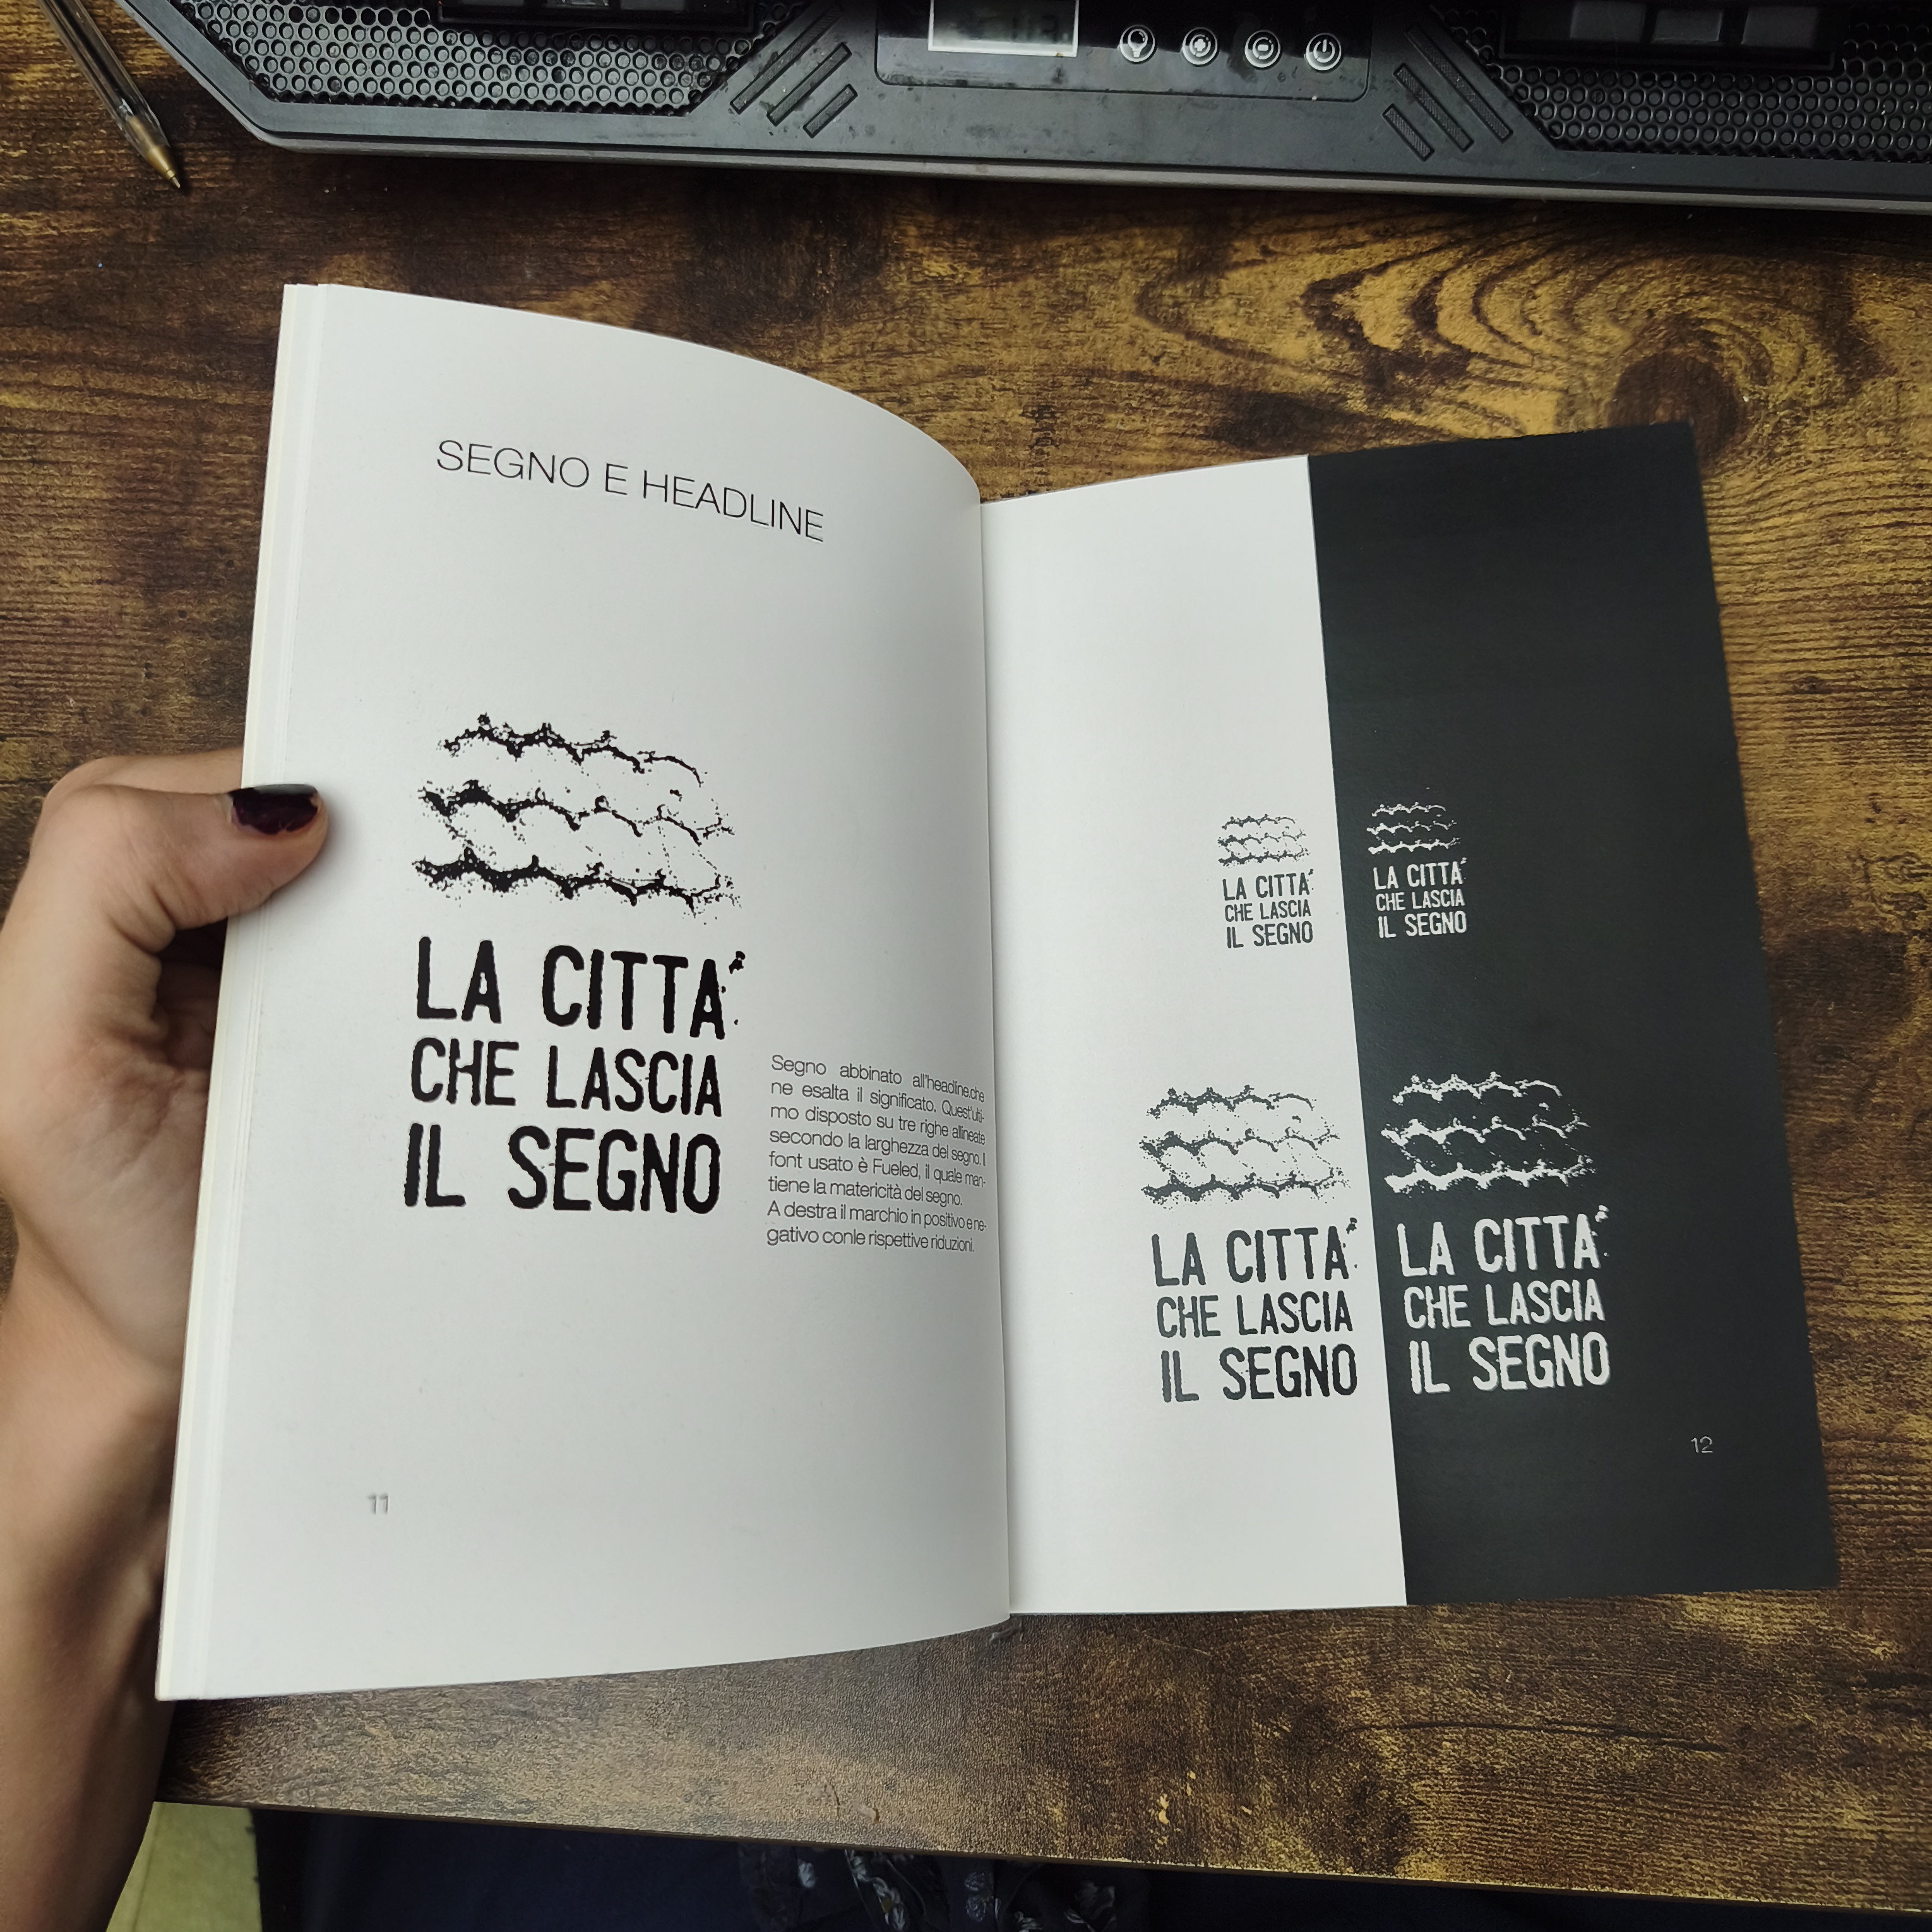 SEGNO E HEADLINE
LA CITTA'
CHE LASCIA
IL SEGNO
Segno abbinato all'headline.che
ne esalta il significato. Quest'ulti-
mo disposto su tre righe allineate
secondo la larghezza del segno. I
font usato è Fueled, il quale man-
tiene la matericità del segno.
A destra il marchio in positivo e ne-
gativo conle rispettive riduzioni.
11
LA CITTA'
CHE LASCIA
IL SEGNO
LA CITTA'
CHE LASCIA
IL SEGNO
LA CITTA'
CHE LASCIA
IL SEGNO
LA CITTA'
CHE LASCIA
IL SEGNO
12